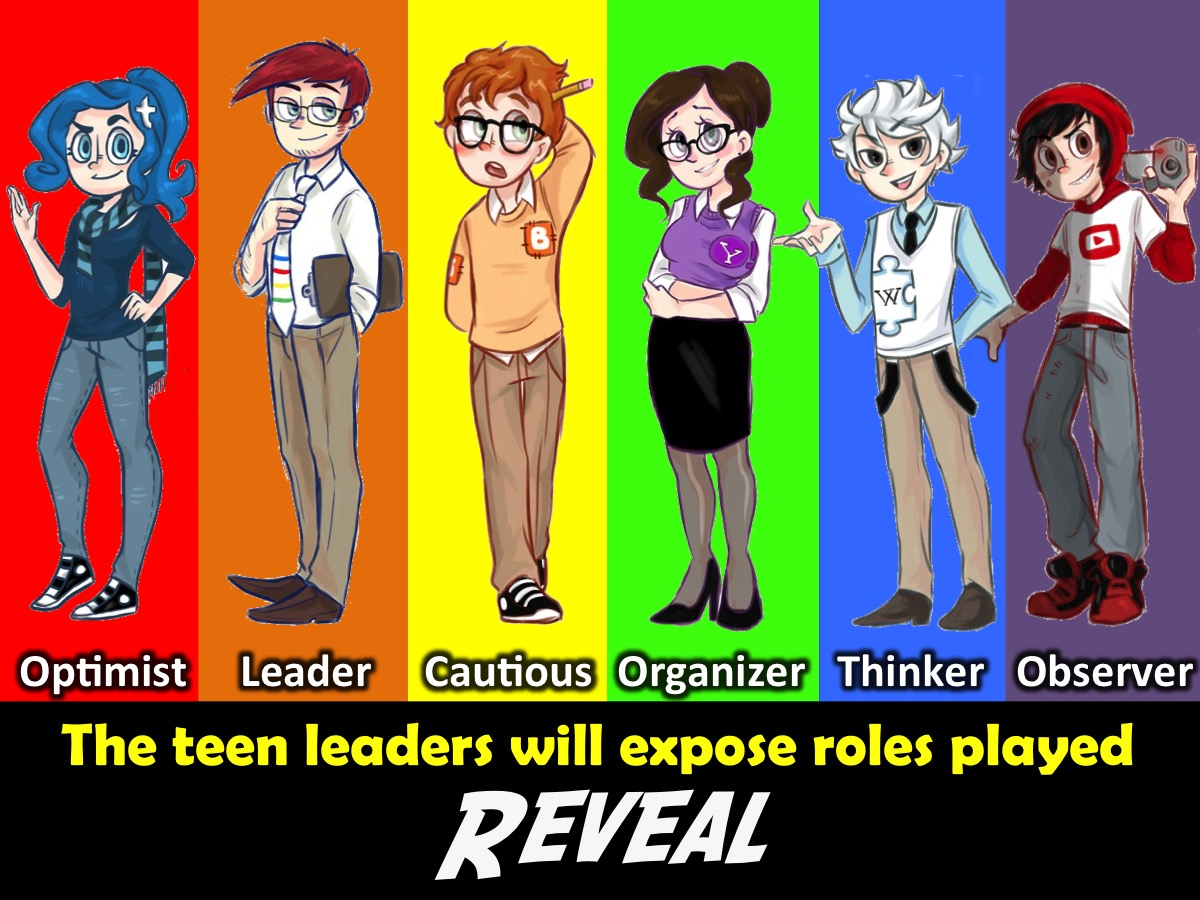 B
Y
W
Optimist Leader Cautious Organizer Thinker Observer
The teen leaders will expose roles played
REVEAL